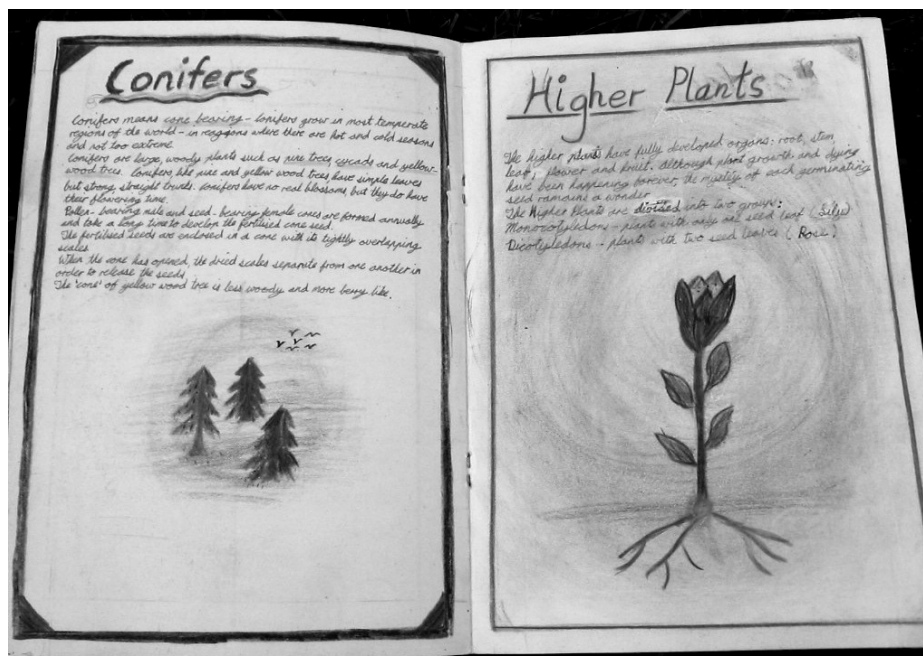 Conifers
Conifers means cone bearing - Conifers grow in most temperate
regions of the world - in reagions where there are hot and cold seasons
and not too extreme.
Conifers are large, woody plants such as pine trees, cycads and yellow-
wood trees. Conifers like pine and yellow wood trees have simple leaves
but strong, straight trunks. Conifers have no real blossoms, but they do have
their flowering time.
Pollen-bearing male and seed-bearing female cones are formed annually
and take a long time to develop the fertilised cone seed.
The fertilised seeds are enclosed in a cone with its tightly overlapping
scales.
When the cone has opened, the dried scales separate from one another in
order to release the seeds.
The 'cone' of yellow wood tree is less woody and more berry like.
Higher Plants
The higher plants have fully developed organs: root, stem
leaf, flower and fruit. although plant growth and dying
have been happening forever, the mystery of each germinating
seed remains a wonder
The Higher Plants are divised into two groups:
Monocotyledons - plant with only one seed leaf
Dicotyledons - plants with two seed leaves (Rose)